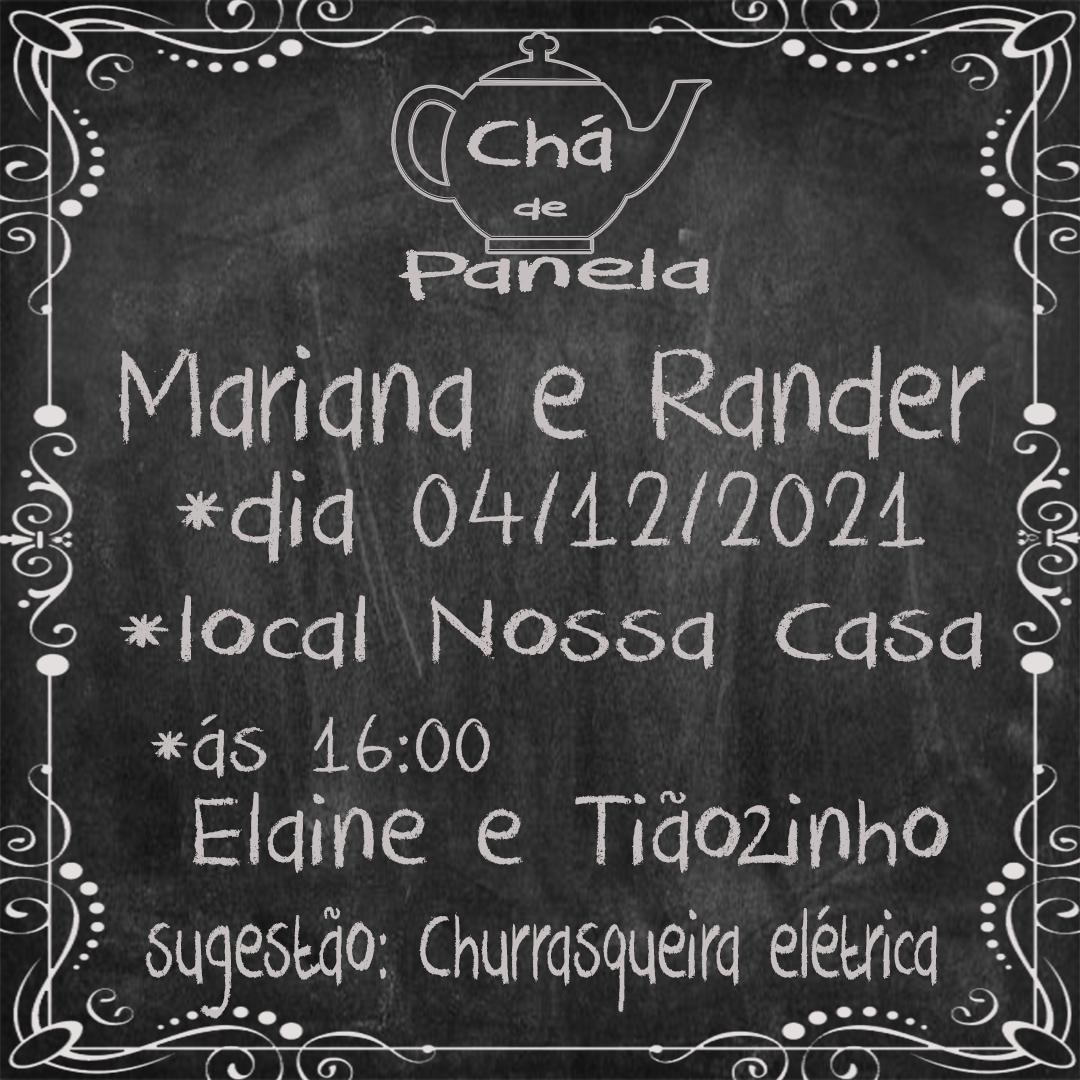 Chá
de
Panela
Mariana e Rander
*dia 04/12/2021
*local Nossa Casa
*ás 16:00
Elaine e Tiãozinho
sugestão: Churrasqueira elétrica